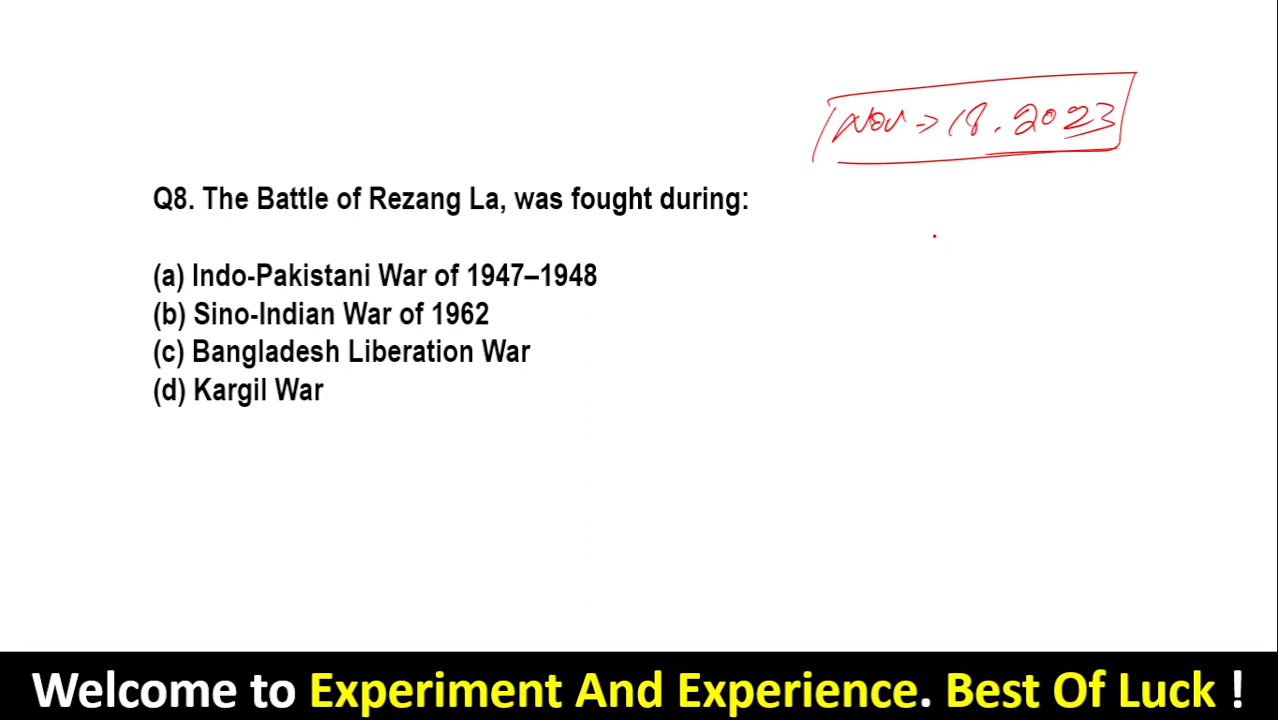 Nov → 18. 2023
Q8. The Battle of Rezang La, was fought during:
(a) Indo-Pakistani War of 1947–1948
(b) Sino-Indian War of 1962
(c) Bangladesh Liberation War
(d) Kargil War
Welcome to Experiment And Experience. Best Of Luck !